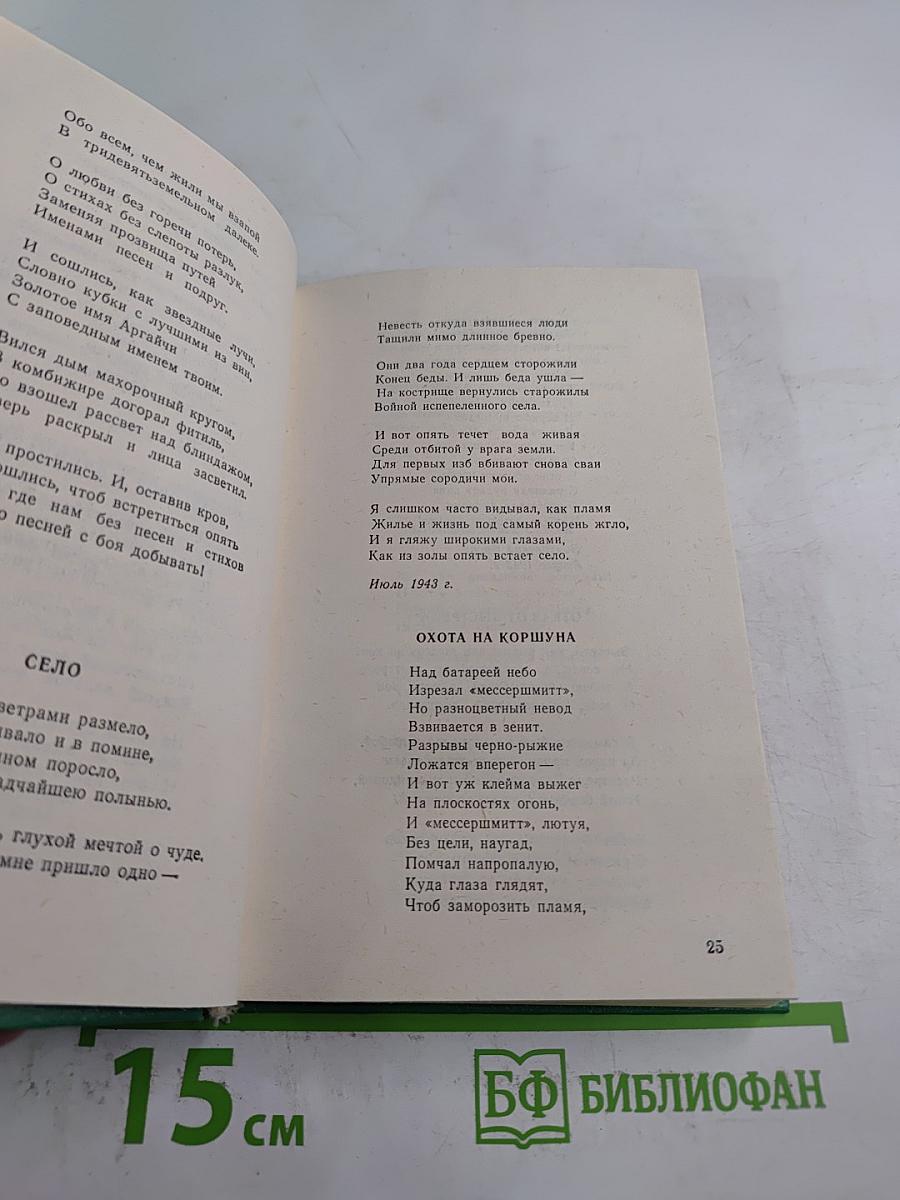 Обо всем, чем жили мы взапой
В тридевятьземельном далеке.
О любви без горечи потерь,
О стихах без слепоты разлук,
Заменяя прозвища путей
Именами песен и подруг.
И сошлись, как звездные лучи,
Словно кубки с лучшими из вин,
Золотое имя Аргайчи
С заповедным именем твоим.
Вился дым махорочный кругом,
В комбижире догорал фитиль,
о взошел рассвет над блиндажом,
верь раскрыл и лица засветил.
простились. И, оставив кров,
ошлись, чтоб встретиться опять
где нам без песен и стихов
о песней с боя добывать!
СЕЛО
ветрами размело,
вало и в помине,
ном поросло,
адчайшею полынью.
глухой мечтой о чуде.
мне пришло одно —
Невесть откуда взявшиеся люди
Тащили мимо длинное бревно.
Они два года сердцем сторожили
Конец беды. И лишь беда ушла —
На кострище вернулись старожилы
Войной испепеленного села.
И вот опять течет вода живая
Среди отбитой у врага земли.
Для первых изб вбивают снова сваи
Упрямые сородичи мои.
Я слишком часто видывал, как пламя
Жилье и жизнь под самый корень жгло,
И я гляжу широкими глазами,
Как из золы опять встает село.
Июль 1943 г.
ОХОТА НА КОРШУНА
Над батареей небо
Изрезал «мессершмитт»,
Но разноцветный невод
Взвивается в зенит.
Разрывы черно-рыжие
Ложатся вперегон —
И вот уж клейма выжег
На плоскостях огонь,
И «мессершмитт», лютуя,
Без цели, наугад,
Помчал напропалую,
Куда глаза глядят,
Чтоб заморозить пламя,
25
15 см
БФ БИБЛИОФАН